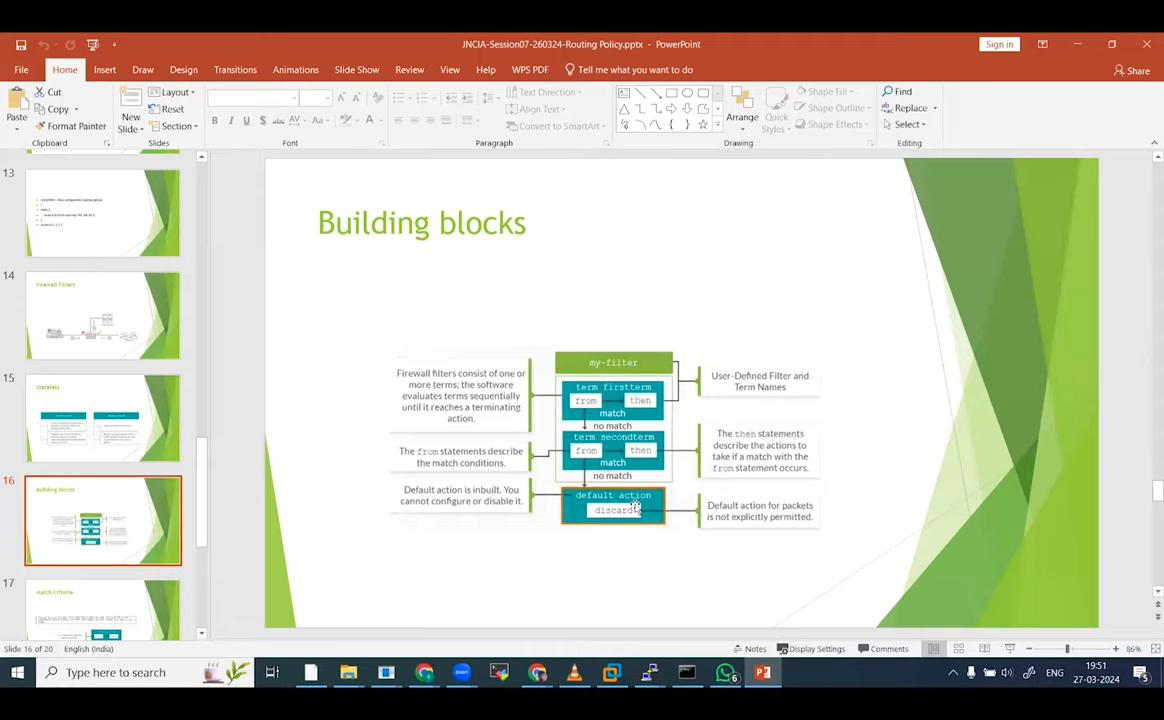 JNCIA-Session07-260324-Routing Policy.pptx - PowerPoint
Sign in
File Home Insert Draw Design Transitions Animations Slide Show Review View Help WPS PDF Tell me what you want to do
Share
Paste
Cut
Copy
Format Painter
Clipboard
New Slide
Layout
Reset
Section
Slides
Font
Text Direction
Align Text
Convert to SmartArt
Paragraph
Arrange
Quick Styles
Shape Fill
Shape Outline
Shape Effects
Drawing
Find
Replace
Select
Editing
13
14
Firewall Filters
15
Stateless
16
Building blocks
17
Match Criteria
Building blocks
Firewall filters consist of one or
more terms; the software
evaluates terms sequentially
until it reaches a terminating
action.
The from statements describe
the match conditions.
Default action is inbuilt. You
cannot configure or disable it.
my-filter
term firstterm
from then
match
no match
term secondterm
from then
match
no match
default action
discard
User-Defined Filter and
Term Names
The then statements
describe the actions to
take if a match with the
from statement occurs.
Default action for packets
is not explicitly permitted.
Slide 16 of 20 English (India)
Notes Display Settings Comments 86%
Type here to search
6
ENG
19:51
27-03-2024
5